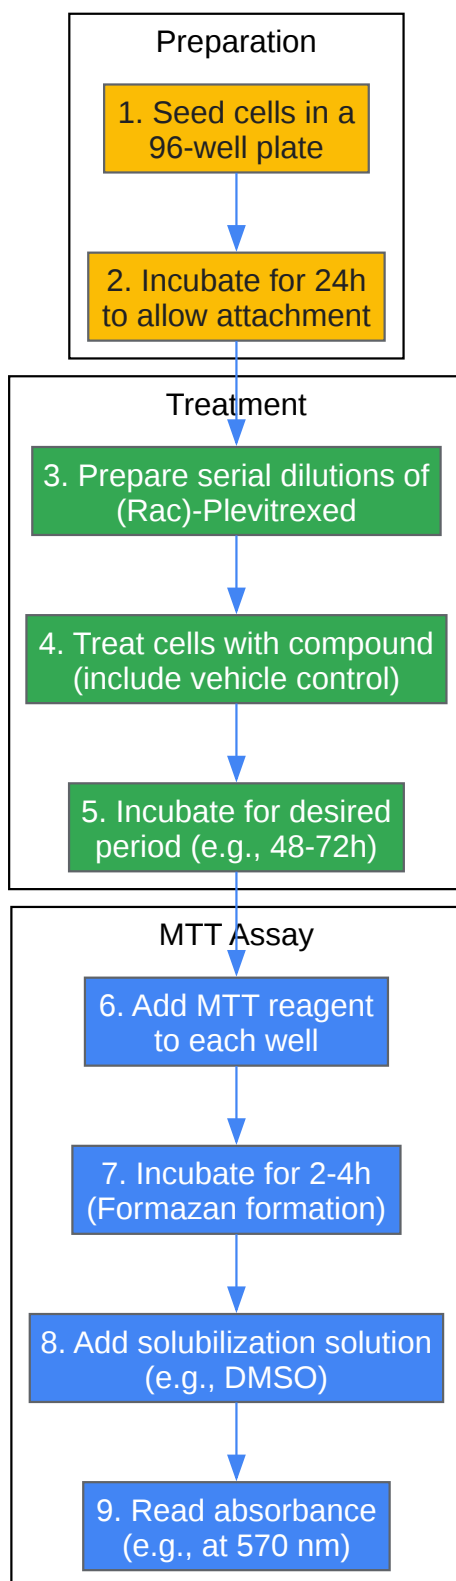 Preparation
1. Seed cells in a
96-well plate
2. Incubate for 24h
to allow attachment
Treatment
3. Prepare serial dilutions of
(Rac)-Plevitrexed
4. Treat cells with compound
(include vehicle control)
5. Incubate for desired
period (e.g., 48-72h)
MTT Assay
6. Add MTT reagent
to each well
7. Incubate for 2-4h
(Formazan formation)
8. Add solubilization solution
(e.g., DMSO)
9. Read absorbance
(e.g., at 570 nm)